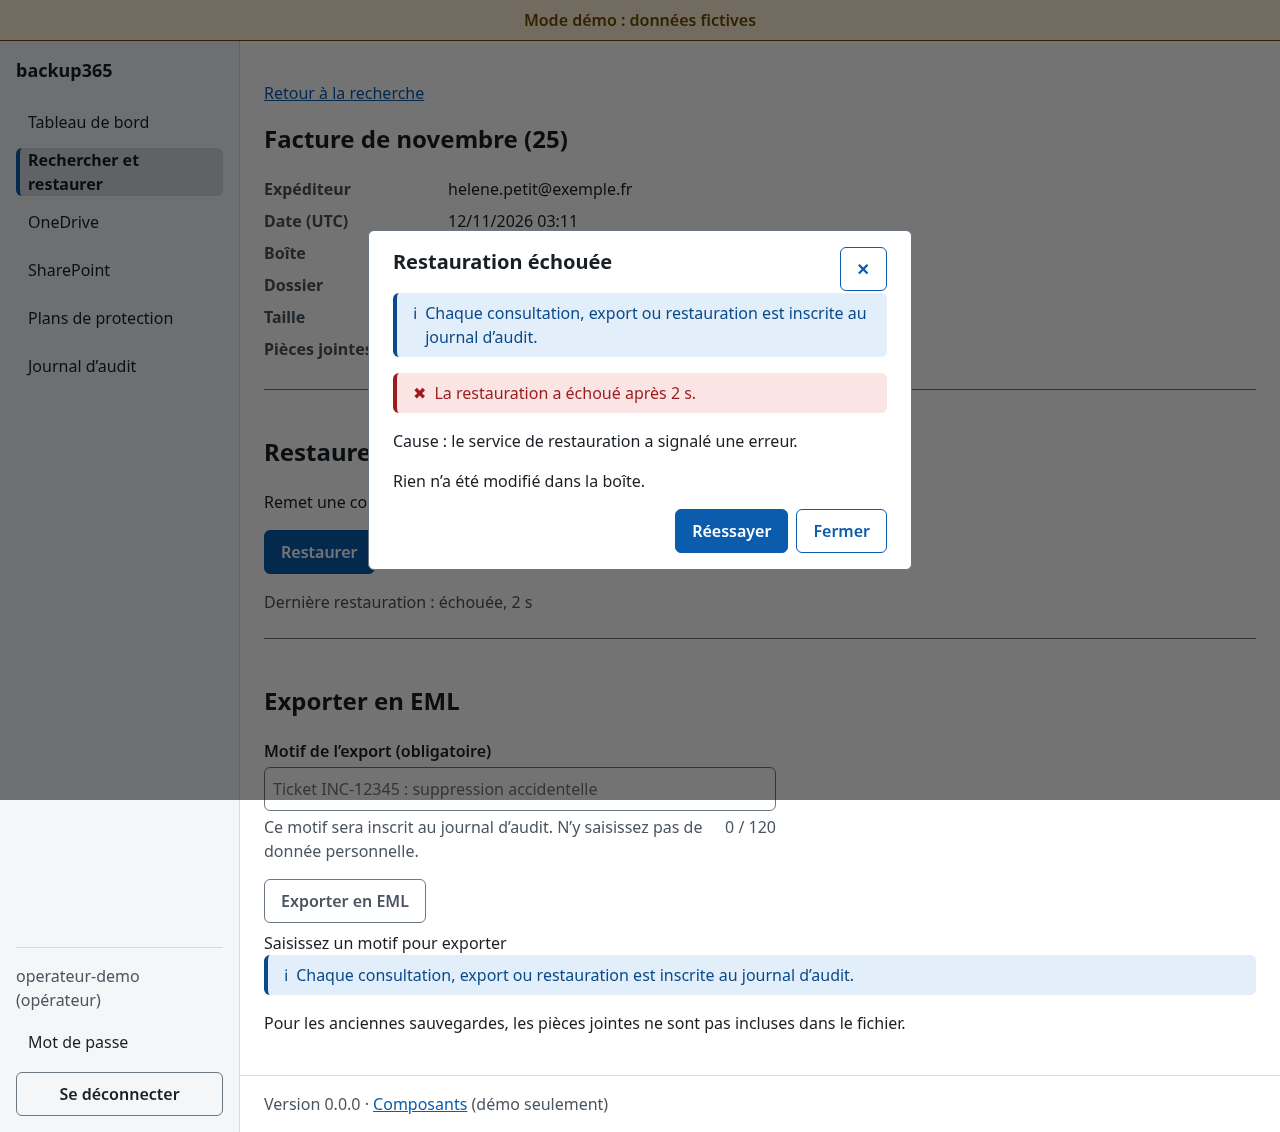 Mode démo : données fictives
backup365
Tableau de bord
Rechercher et
restaurer
OneDrive
SharePoint
Plans de protection
Journal d’audit
operateur-demo
(opérateur)
Mot de passe
Se déconnecter
Retour à la recherche
Facture de novembre (25)
Expéditeur helene.petit@exemple.fr
Date (UTC) 12/11/2026 03:11
Boîte
Dossier
Taille
Pièces jointes
Restaurer
Remet une co
Restaurer
Dernière restauration : échouée, 2 s
Restauration échouée
×
i Chaque consultation, export ou restauration est inscrite au
journal d’audit.
✖ La restauration a échoué après 2 s.
Cause : le service de restauration a signalé une erreur.
Rien n’a été modifié dans la boîte.
Réessayer Fermer
Exporter en EML
Motif de l’export (obligatoire)
Ticket INC-12345 : suppression accidentelle
Ce motif sera inscrit au journal d’audit. N’y saisissez pas de 0 / 120
donnée personnelle.
Exporter en EML
Saisissez un motif pour exporter
i Chaque consultation, export ou restauration est inscrite au journal d’audit.
Pour les anciennes sauvegardes, les pièces jointes ne sont pas incluses dans le fichier.
Version 0.0.0 · Composants (démo seulement)